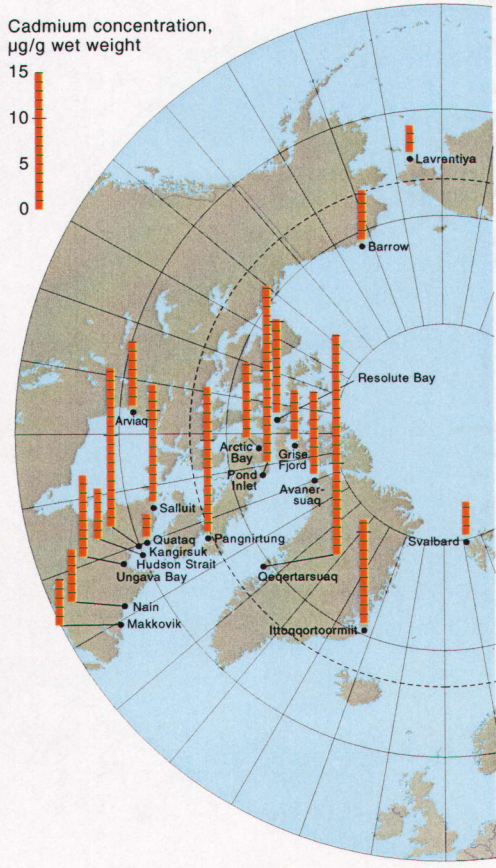 Cadmium concentration,
µg/g wet weight
15
10
5
0
Lavrentiya
Barrow
Resolute Bay
Arviaq
Arctic
Bay
Grise
Fjord
Pond
Inlet
Avaner-
suaq
Salluit
Quataq
Pangnirtung
Svalbard
Kangirsuk
Hudson Strait
Ungava Bay
Qeqertarsuaq
Nain
Makkovik
Ittoqqortoormiit